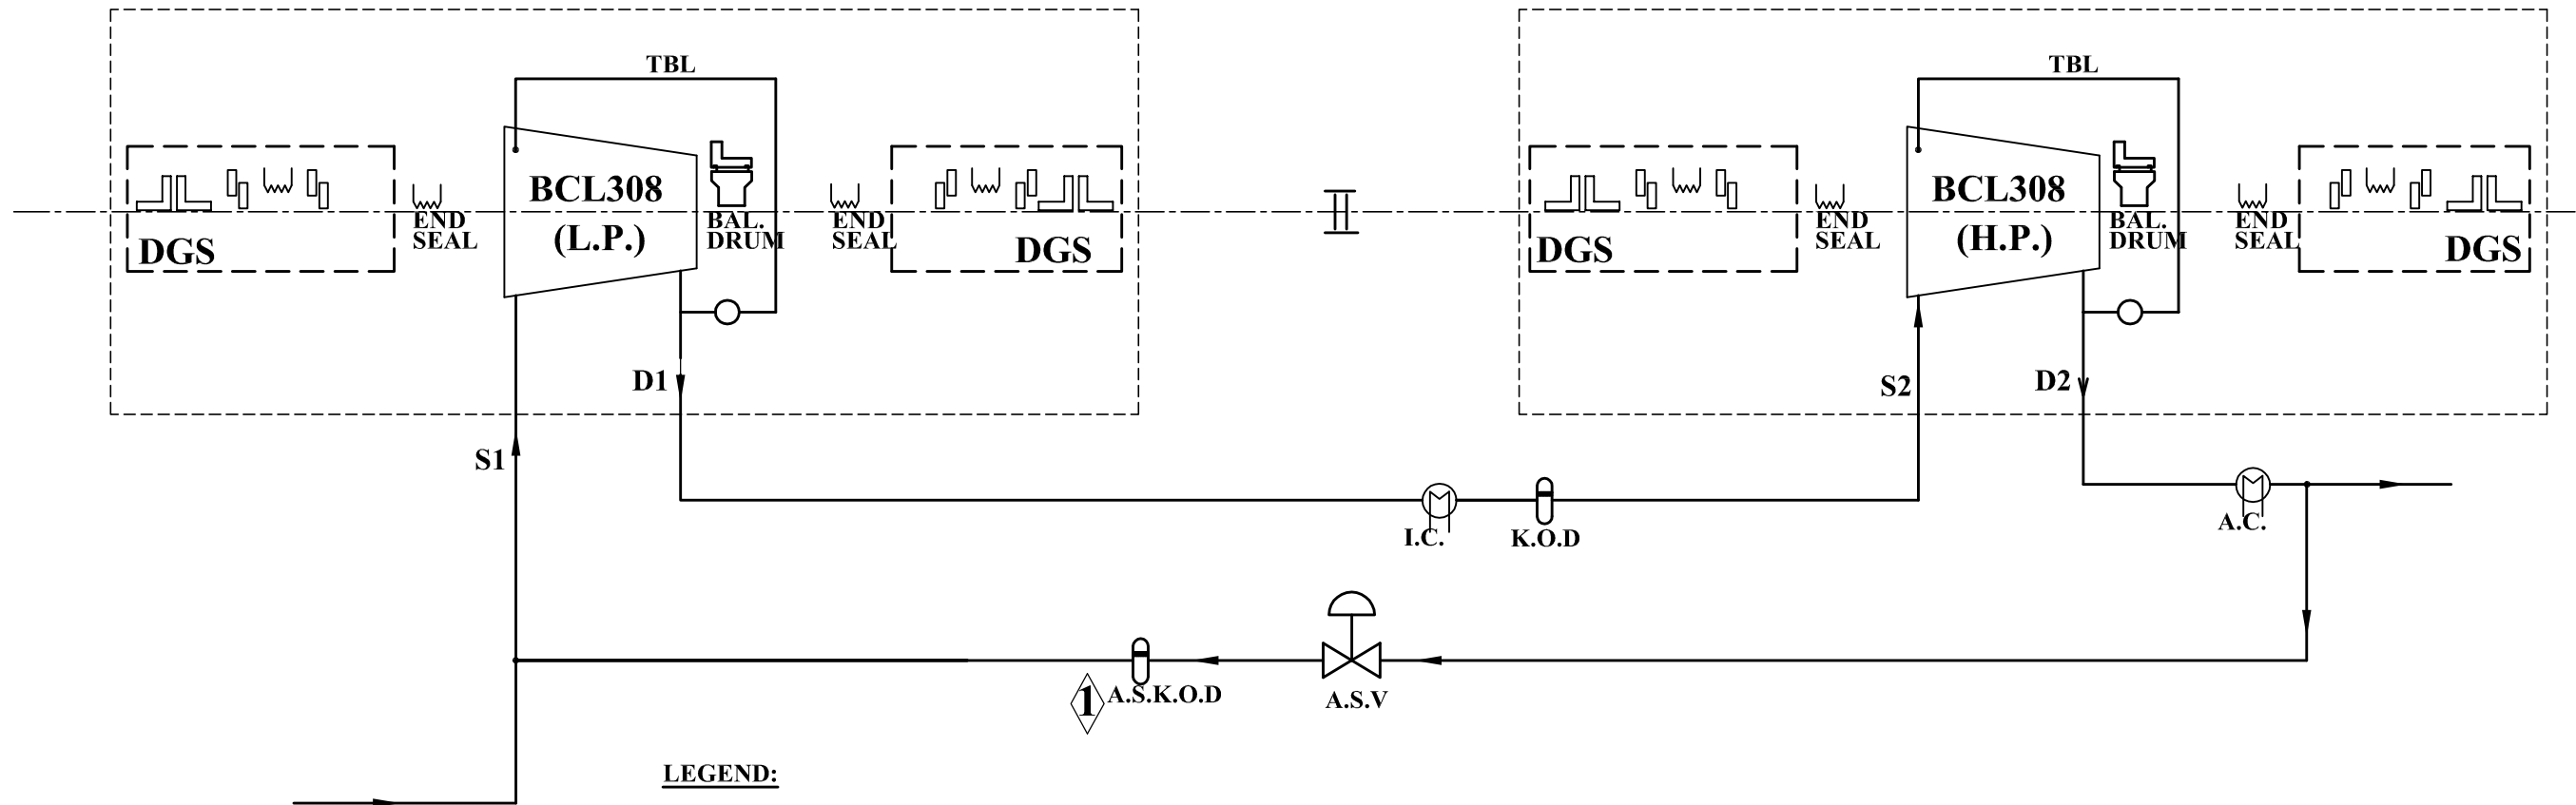 TBL
TBL
BCL308
(L.P.)
BCL308
(H.P.)
END
SEAL
BAL.
DRUM
END
SEAL
END
SEAL
BAL.
DRUM
END
SEAL
DGS
DGS
DGS
DGS
D1
S2
D2
S1
I.C.
K.O.D
A.C.
1
A.S.K.O.D
A.S.V
LEGEND: